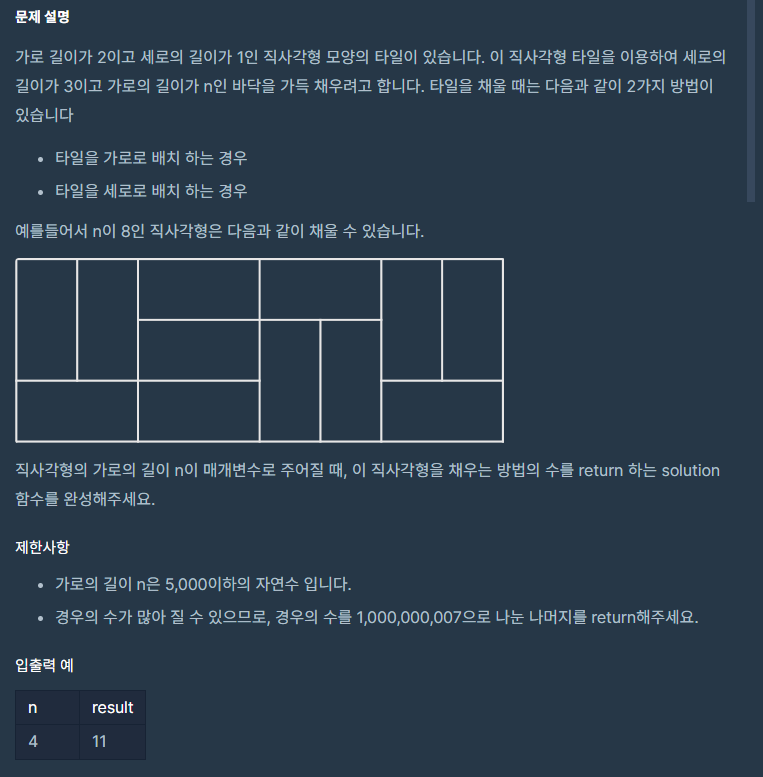 문제 설명
가로 길이가 2이고 세로의 길이가 1인 직사각형 모양의 타일이 있습니다. 이 직사각형 타일을 이용하여 세로의
길이가 3이고 가로의 길이가 n인 바닥을 가득 채우려고 합니다. 타일을 채울 때는 다음과 같이 2가지 방법이
있습니다
• 타일을 가로로 배치 하는 경우
• 타일을 세로로 배치 하는 경우
예를들어서 n이 8인 직사각형은 다음과 같이 채울 수 있습니다.
직사각형의 가로의 길이 n이 매개변수로 주어질 때, 이 직사각형을 채우는 방법의 수를 return 하는 solution
함수를 완성해주세요.
제한사항
• 가로의 길이 n은 5,000이하의 자연수 입니다.
• 경우의 수가 많아 질 수 있으므로, 경우의 수를 1,000,000,007으로 나눈 나머지를 return해주세요.
입출력 예
n result
4 11